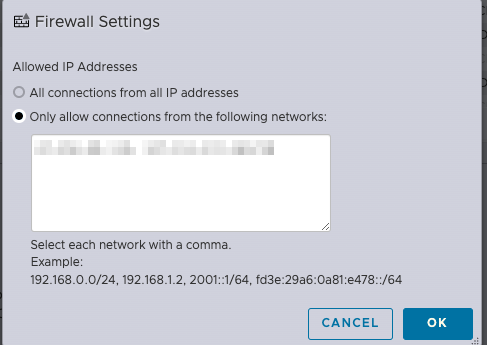 Firewall Settings
Allowed IP Addresses
All connections from all IP addresses
Only allow connections from the following networks:
Select each network with a comma.
Example:
192.168.0.0/24, 192.168.1.2, 2001::1/64, fd3e:29a6:0a81:e478::/64
CANCEL
OK